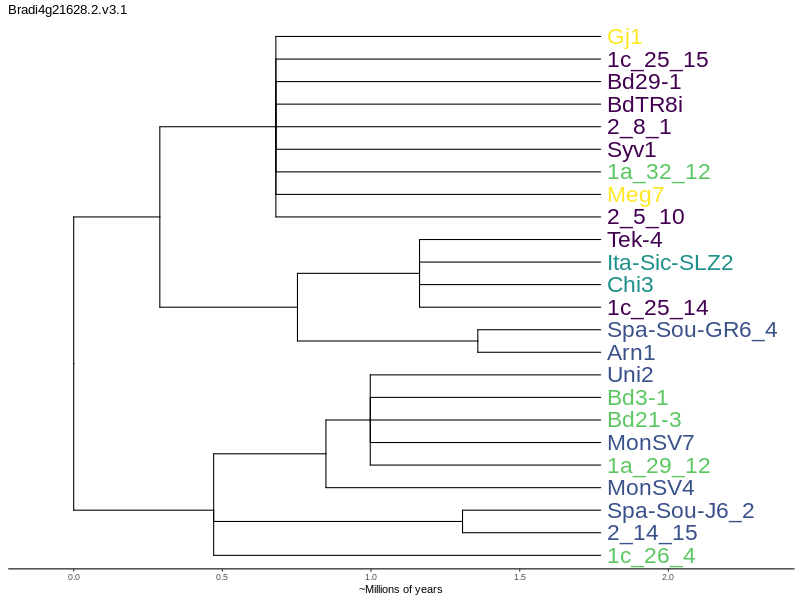 Bradi4g21628.2.v3.1
Gj1
1c_25_15
Bd29-1
BdTR8i
2_8_1
Syv1
1a_32_12
Meg7
2_5_10
Tek-4
Ita-Sic-SLZ2
Chi3
1c_25_14
Spa-Sou-GR6_4
Arn1
Uni2
Bd3-1
Bd21-3
MonSV7
1a_29_12
MonSV4
Spa-Sou-J6_2
2_14_15
1c_26_4
0.0 0.5 1.0 1.5 2.0
~Millions of years